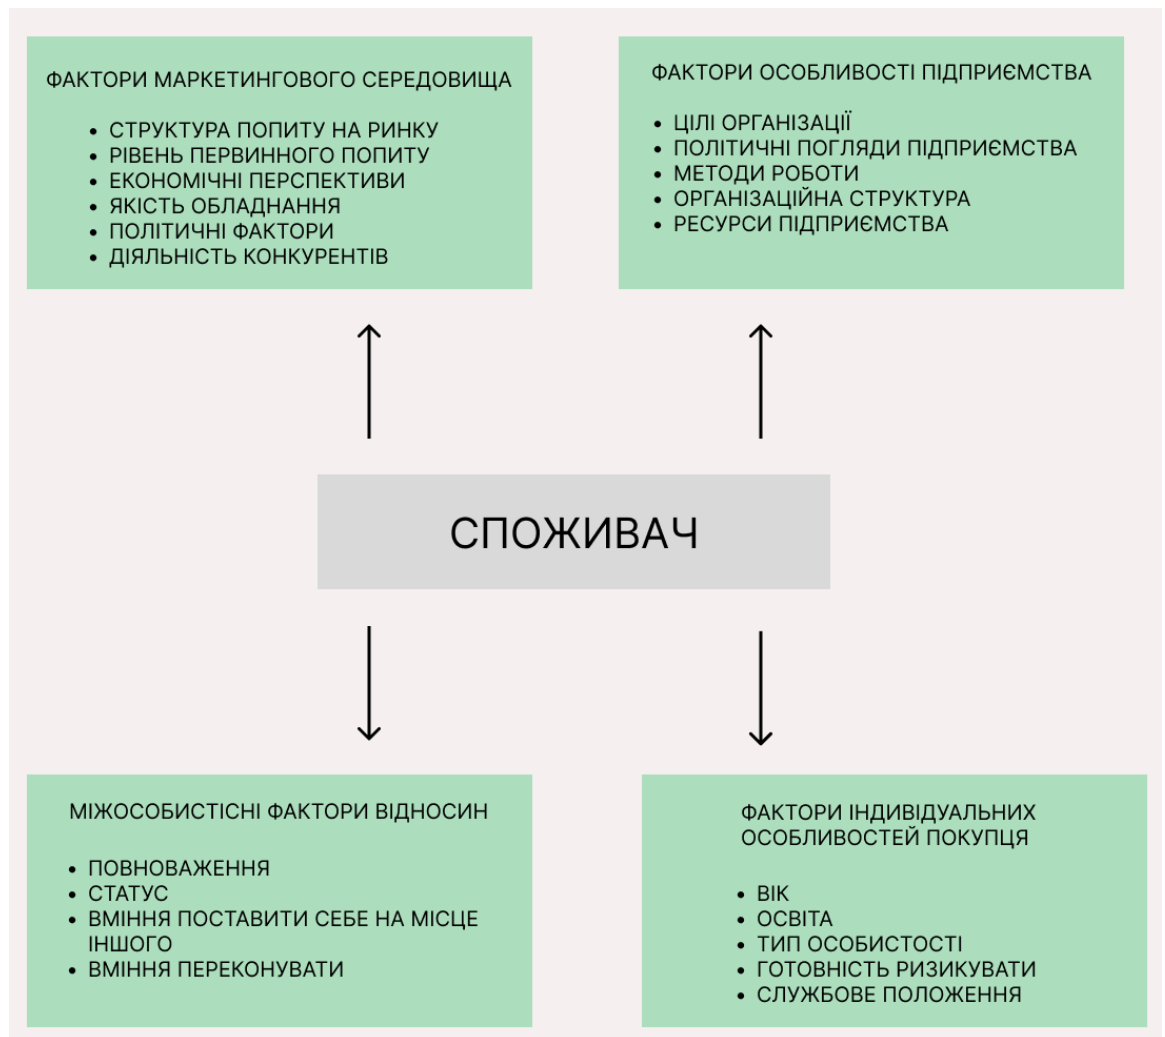 ФАКТОРИ МАРКЕТИНГОВОГО СЕРЕДОВИЩА
• СТРУКТУРА ПОПИТУ НА РИНКУ
• РІВЕНЬ ПЕРВИННОГО ПОПИТУ
• ЕКОНОМІЧНІ ПЕРСПЕКТИВИ
• ЯКІСТЬ ОБЛАДНАННЯ
• ПОЛІТИЧНІ ФАКТОРИ
• ДІЯЛЬНІСТЬ КОНКУРЕНТІВ
ФАКТОРИ ОСОБЛИВОСТІ ПІДПРИЄМСТВА
• ЦІЛІ ОРГАНІЗАЦІЇ
• ПОЛІТИЧНІ ПОГЛЯДИ ПІДПРИЄМСТВА
• МЕТОДИ РОБОТИ
• ОРГАНІЗАЦІЙНА СТРУКТУРА
• РЕСУРСИ ПІДПРИЄМСТВА
СПОЖИВАЧ
МІЖОСОБИСТІСНІ ФАКТОРИ ВІДНОСИН
• ПОВНОВАЖЕННЯ
• СТАТУС
• ВМІННЯ ПОСТАВИТИ СЕБЕ НА МІСЦЕ
ІНШОГО
• ВМІННЯ ПЕРЕКОНУВАТИ
ФАКТОРИ ІНДИВІДУАЛЬНИХ
ОСОБЛИВОСТЕЙ ПОКУПЦЯ
• ВІК
• ОСВІТА
• ТИП ОСОБИСТОСТІ
• ГОТОВНІСТЬ РИЗИКУВАТИ
• СЛУЖБОВЕ ПОЛОЖЕННЯ